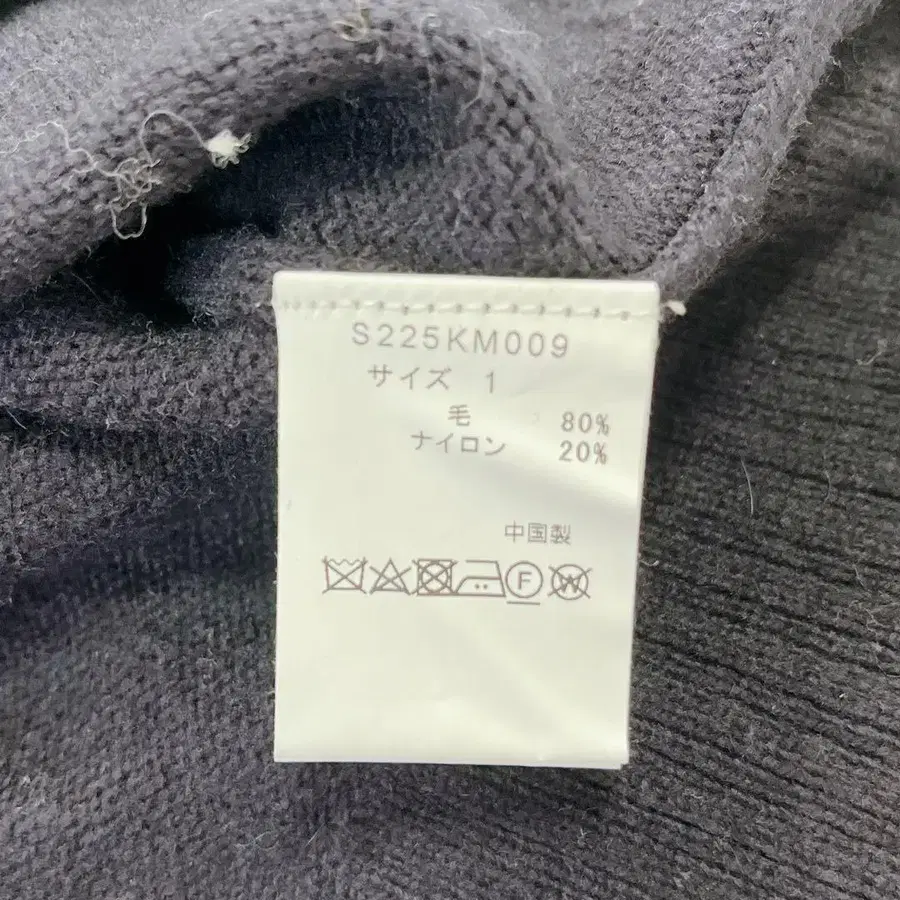 S225KM009
サイズ 1
毛 80%
ナイロン 20%
中国製
F W